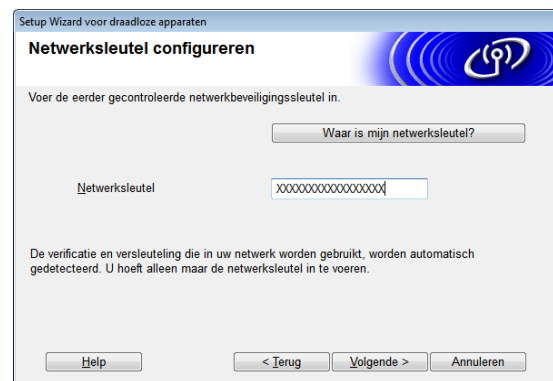 Setup Wizard voor draadloze apparaten
Netwerksleutel configureren
Voer de eerder gecontroleerde netwerkbeveiligingssleutel in.
Waar is mijn netwerksleutel?
Netwerksleutel XXXXXXXXXXXXXXXXX
De verificatie en versleuteling die in uw netwerk worden gebruikt, worden automatisch
gedetecteerd. U hoeft alleen maar de netwerksleutel in te voeren.
Help < Terug Volgende > Annuleren